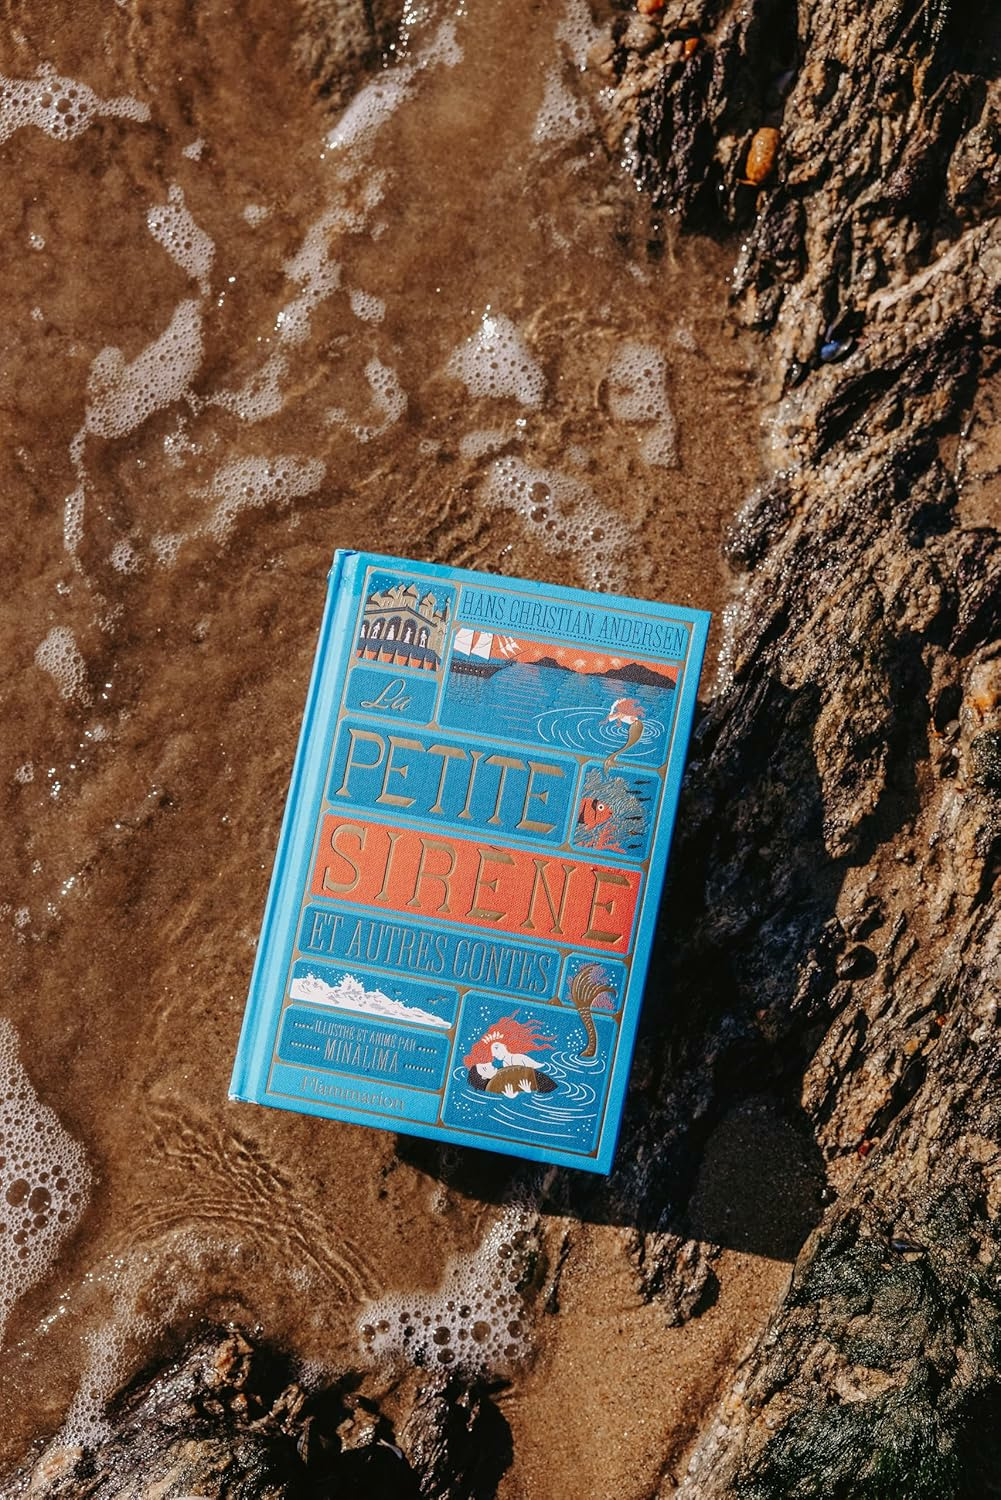 HANS CHRISTIAN ANDERSEN
La
PETITE
SIRÈNE
ET AUTRES CONTES
ILLUSTRÉ ET ANIMÉ PAR
MINALIMA
Flammarion